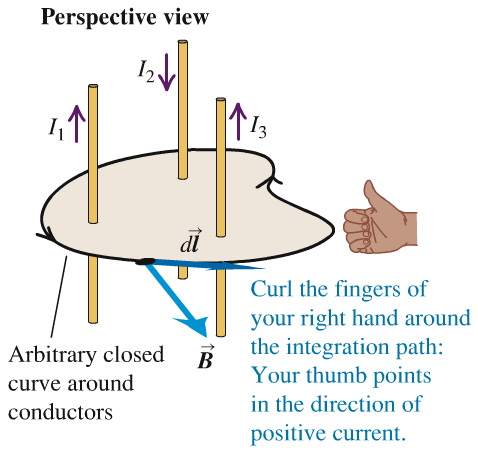 Perspective view
I₂
I₁
I₃
dl⃗
Curl the fingers of
your right hand around
the integration path:
Your thumb points
in the direction of
positive current.
B⃗
Arbitrary closed
curve around
conductors